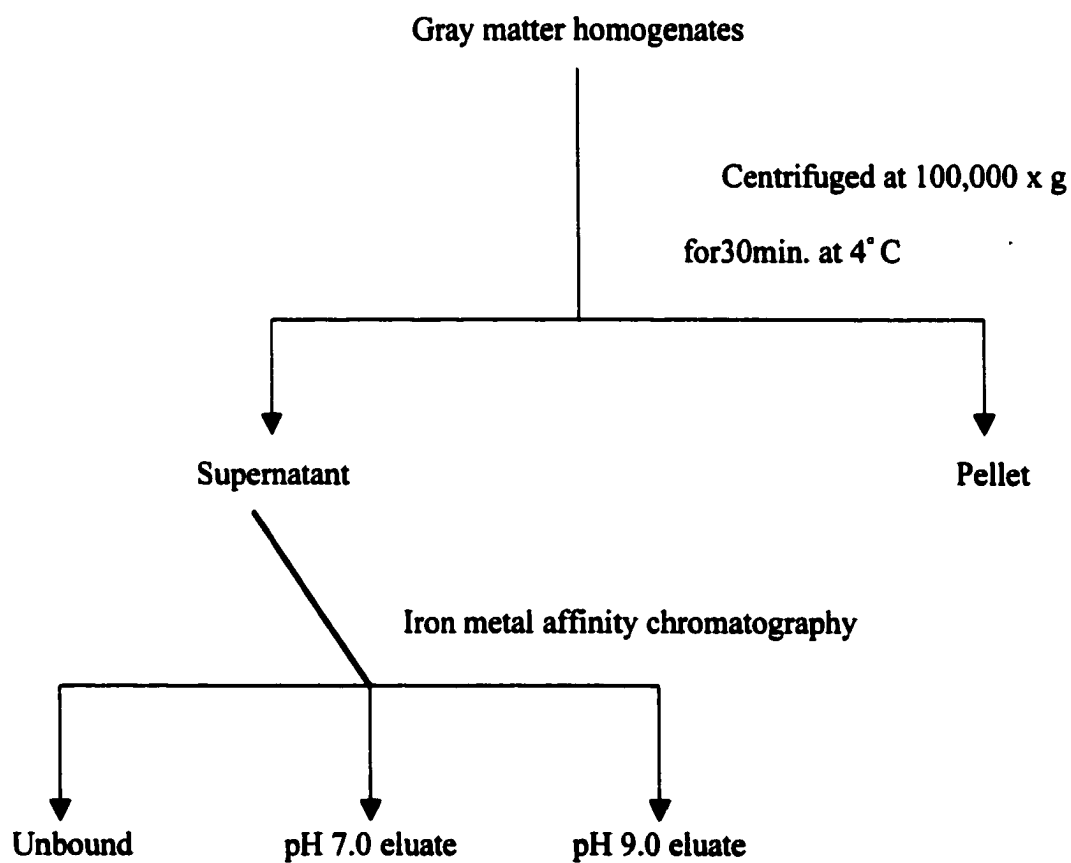 Gray matter homogenates
Centrifuged at 100,000 x g
for30min. at 4°C
Supernatant
Pellet
Iron metal affinity chromatography
Unbound
pH 7.0 eluate
pH 9.0 eluate